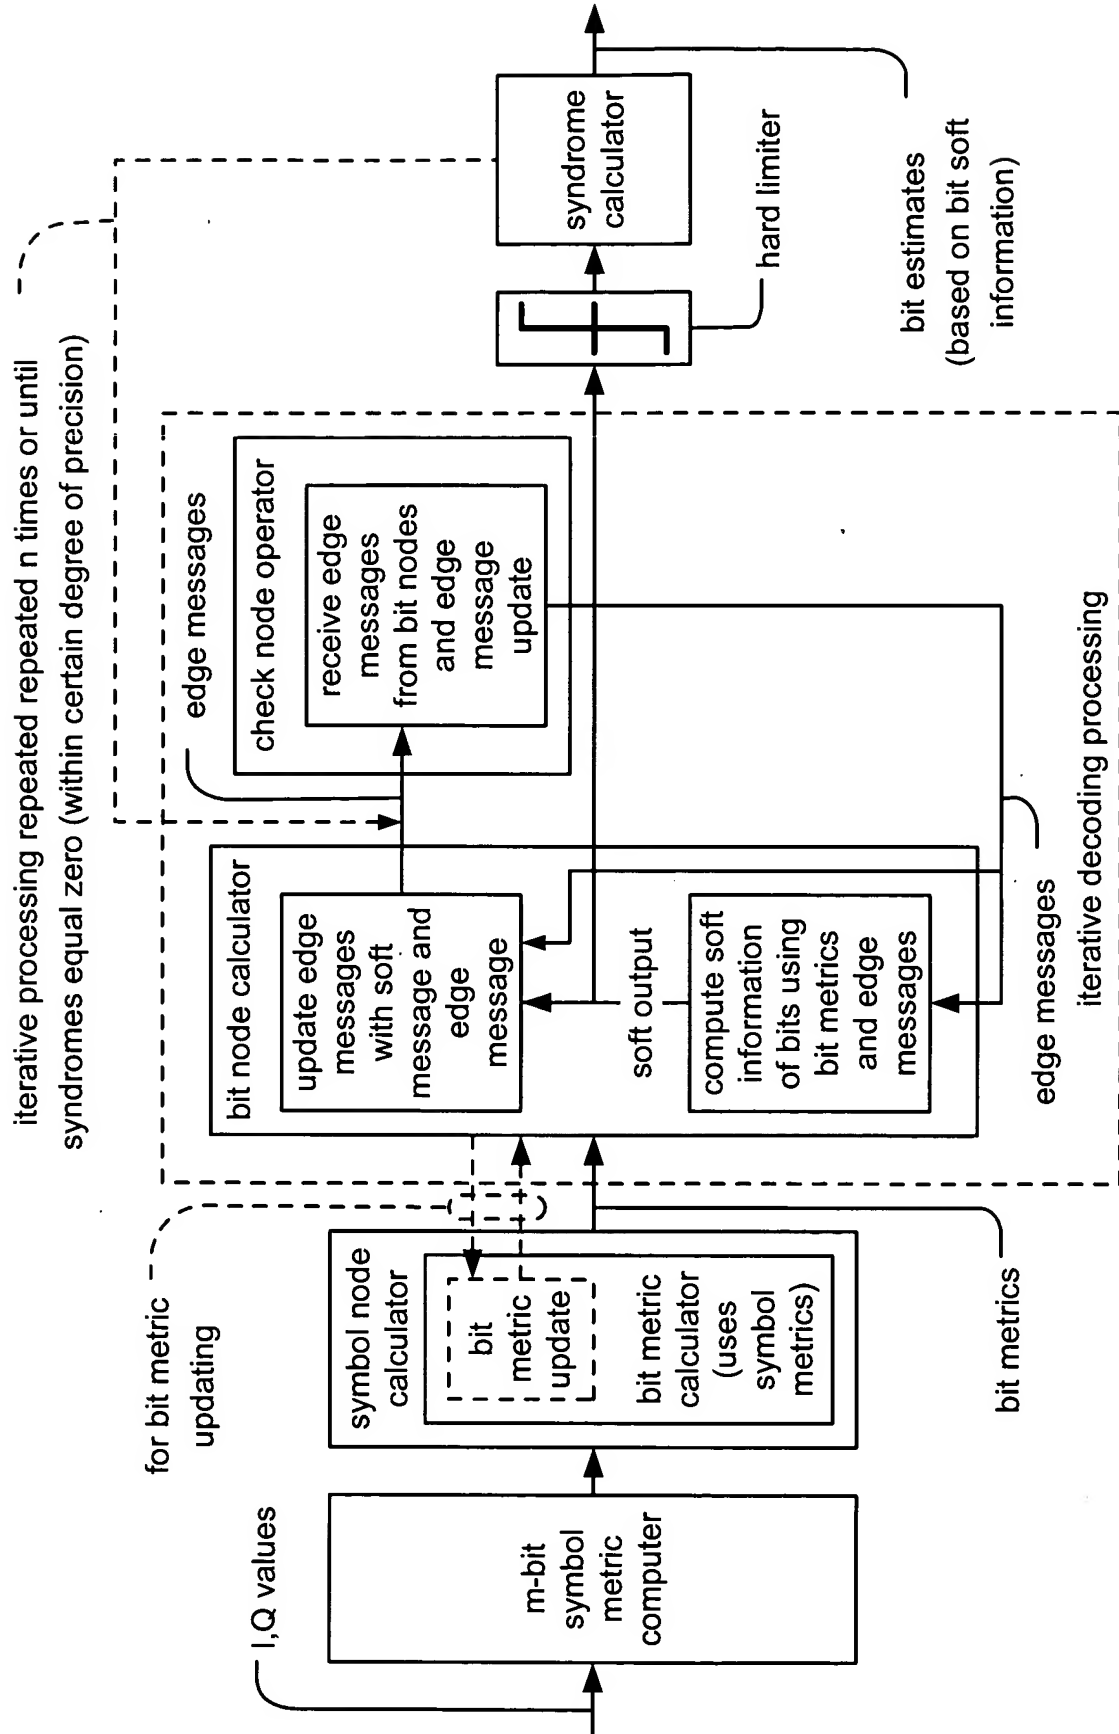 iterative processing repeated repeated n times or until
syndromes equal zero (within certain degree of precision)
for bit metric
updating
I,Q values
m-bit
symbol
metric
computer
symbol node
calculator
bit
metric
update
bit metric
calculator
(uses
symbol
metrics)
bit metrics
bit node calculator
update edge
messages
with soft
message and
edge
message
soft output
compute soft
information
of bits using
bit metrics
and edge
messages
edge messages
check node operator
receive edge
messages
from bit nodes
and edge
message
update
edge messages
iterative decoding processing
hard limiter
syndrome
calculator
bit estimates
(based on bit soft
information)